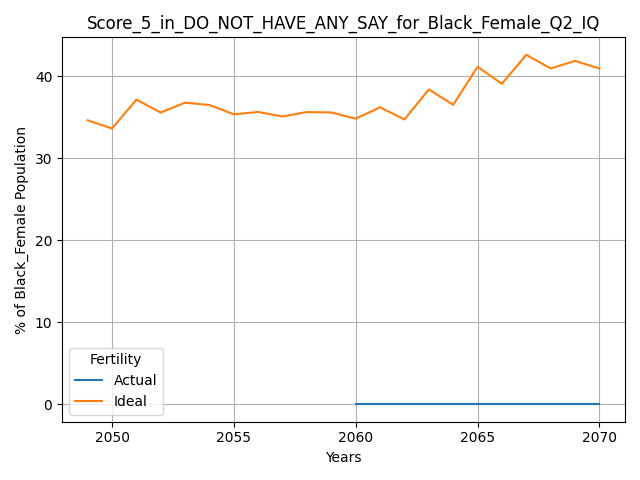 Score_5_in_DO_NOT_HAVE_ANY_SAY_for_Black_Female_Q2_IQ
% of Black_Female Population
40
30
20
10
0
Fertility
Actual
Ideal
2050 2055 2060 2065 2070
Years